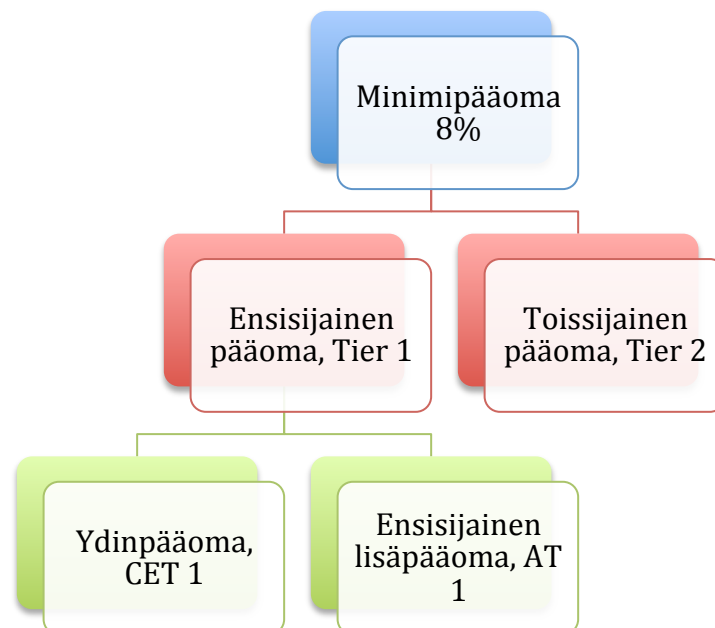 Minimipääoma
8%
Ensisijainen
pääoma, Tier 1
Toissijainen
pääoma, Tier 2
Ydinpääoma,
CET 1
Ensisijainen
lisäpääoma, AT
1